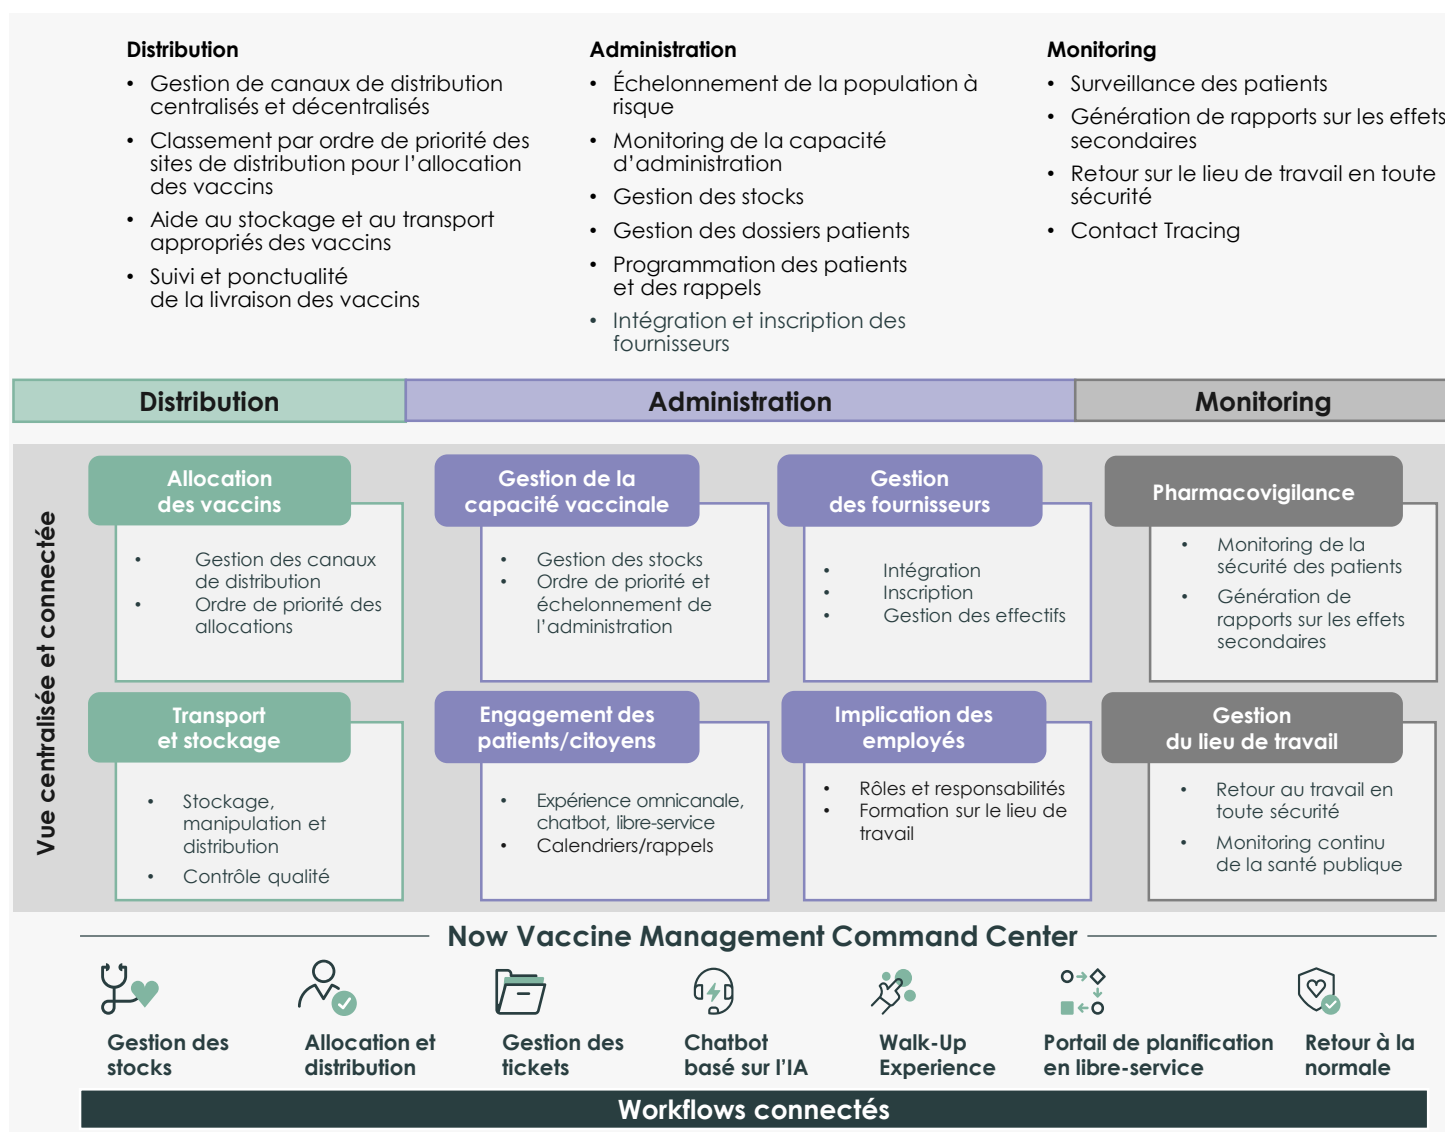 Distribution
• Gestion de canaux de distribution
centralisés et décentralisés
• Classement par ordre de priorité des
sites de distribution pour l'allocation
des vaccins
• Aide au stockage et au transport
appropriés des vaccins
• Suivi et ponctualité
de la livraison des vaccins
Administration
• Échelonnement de la population à
risque
• Monitoring de la capacité
d'administration
• Gestion des stocks
• Gestion des dossiers patients
• Programmation des patients
et des rappels
• Intégration et inscription des
fournisseurs
Monitoring
• Surveillance des patients
• Génération de rapports sur les effets
secondaires
• Retour sur le lieu de travail en toute
sécurité
• Contact Tracing
Distribution
Administration
Monitoring
Vue centralisée et connectée
Allocation
des vaccins
• Gestion des canaux
de distribution
• Ordre de priorité des
allocations
Gestion de la
capacité vaccinale
• Gestion des stocks
• Ordre de priorité et
échelonnement de
l'administration
Gestion
des fournisseurs
• Intégration
• Inscription
• Gestion des effectifs
Pharmacovigilance
• Monitoring de la
sécurité des patients
• Génération de
rapports sur les effets
secondaires
Transport
et stockage
• Stockage,
manipulation et
distribution
• Contrôle qualité
Engagement des
patients/citoyens
• Expérience omnicanale,
chatbot, libre-service
• Calendriers/rappels
Implication des
employés
• Rôles et responsabilités
• Formation sur le lieu de
travail
Gestion
du lieu de travail
• Retour au travail en
toute sécurité
• Monitoring continu
de la santé publique
Now Vaccine Management Command Center
Gestion des
stocks
Allocation et
distribution
Gestion des
tickets
Chatbot
basé sur l'IA
Walk-Up
Experience
Portail de planification
en libre-service
Retour à la
normale
Workflows connectés